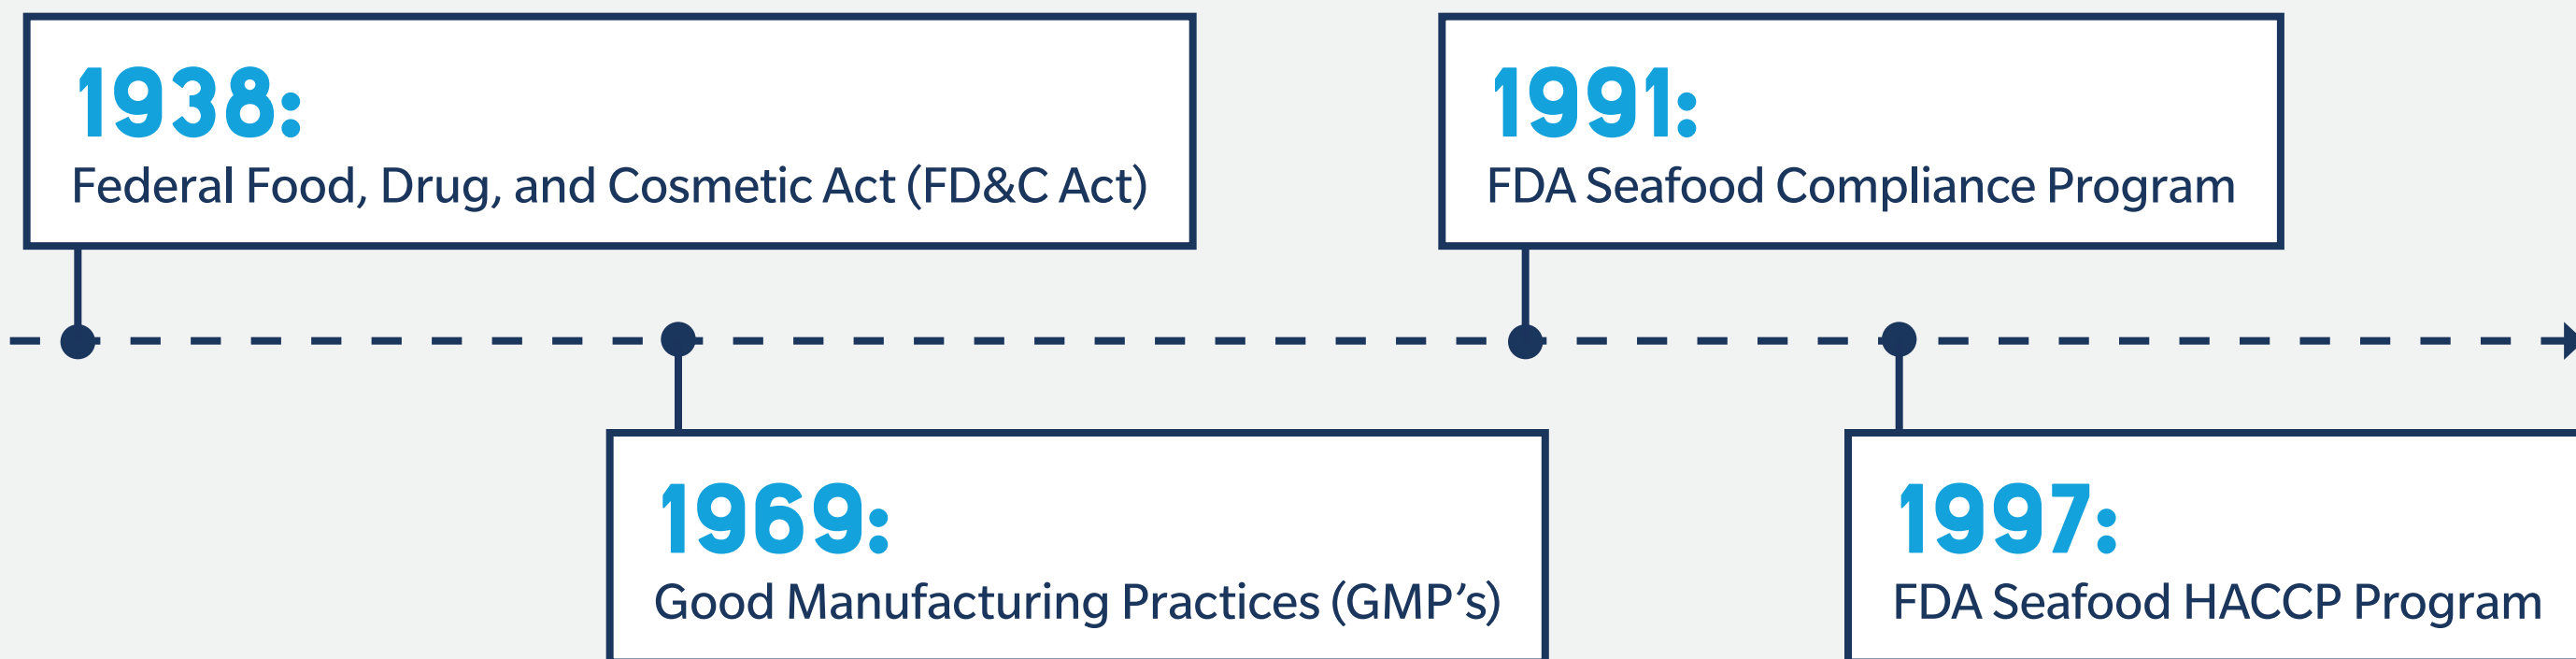 1938:
Federal Food, Drug, and Cosmetic Act (FD&C Act)
1969:
Good Manufacturing Practices (GMP’s)
1991:
FDA Seafood Compliance Program
1997:
FDA Seafood HACCP Program